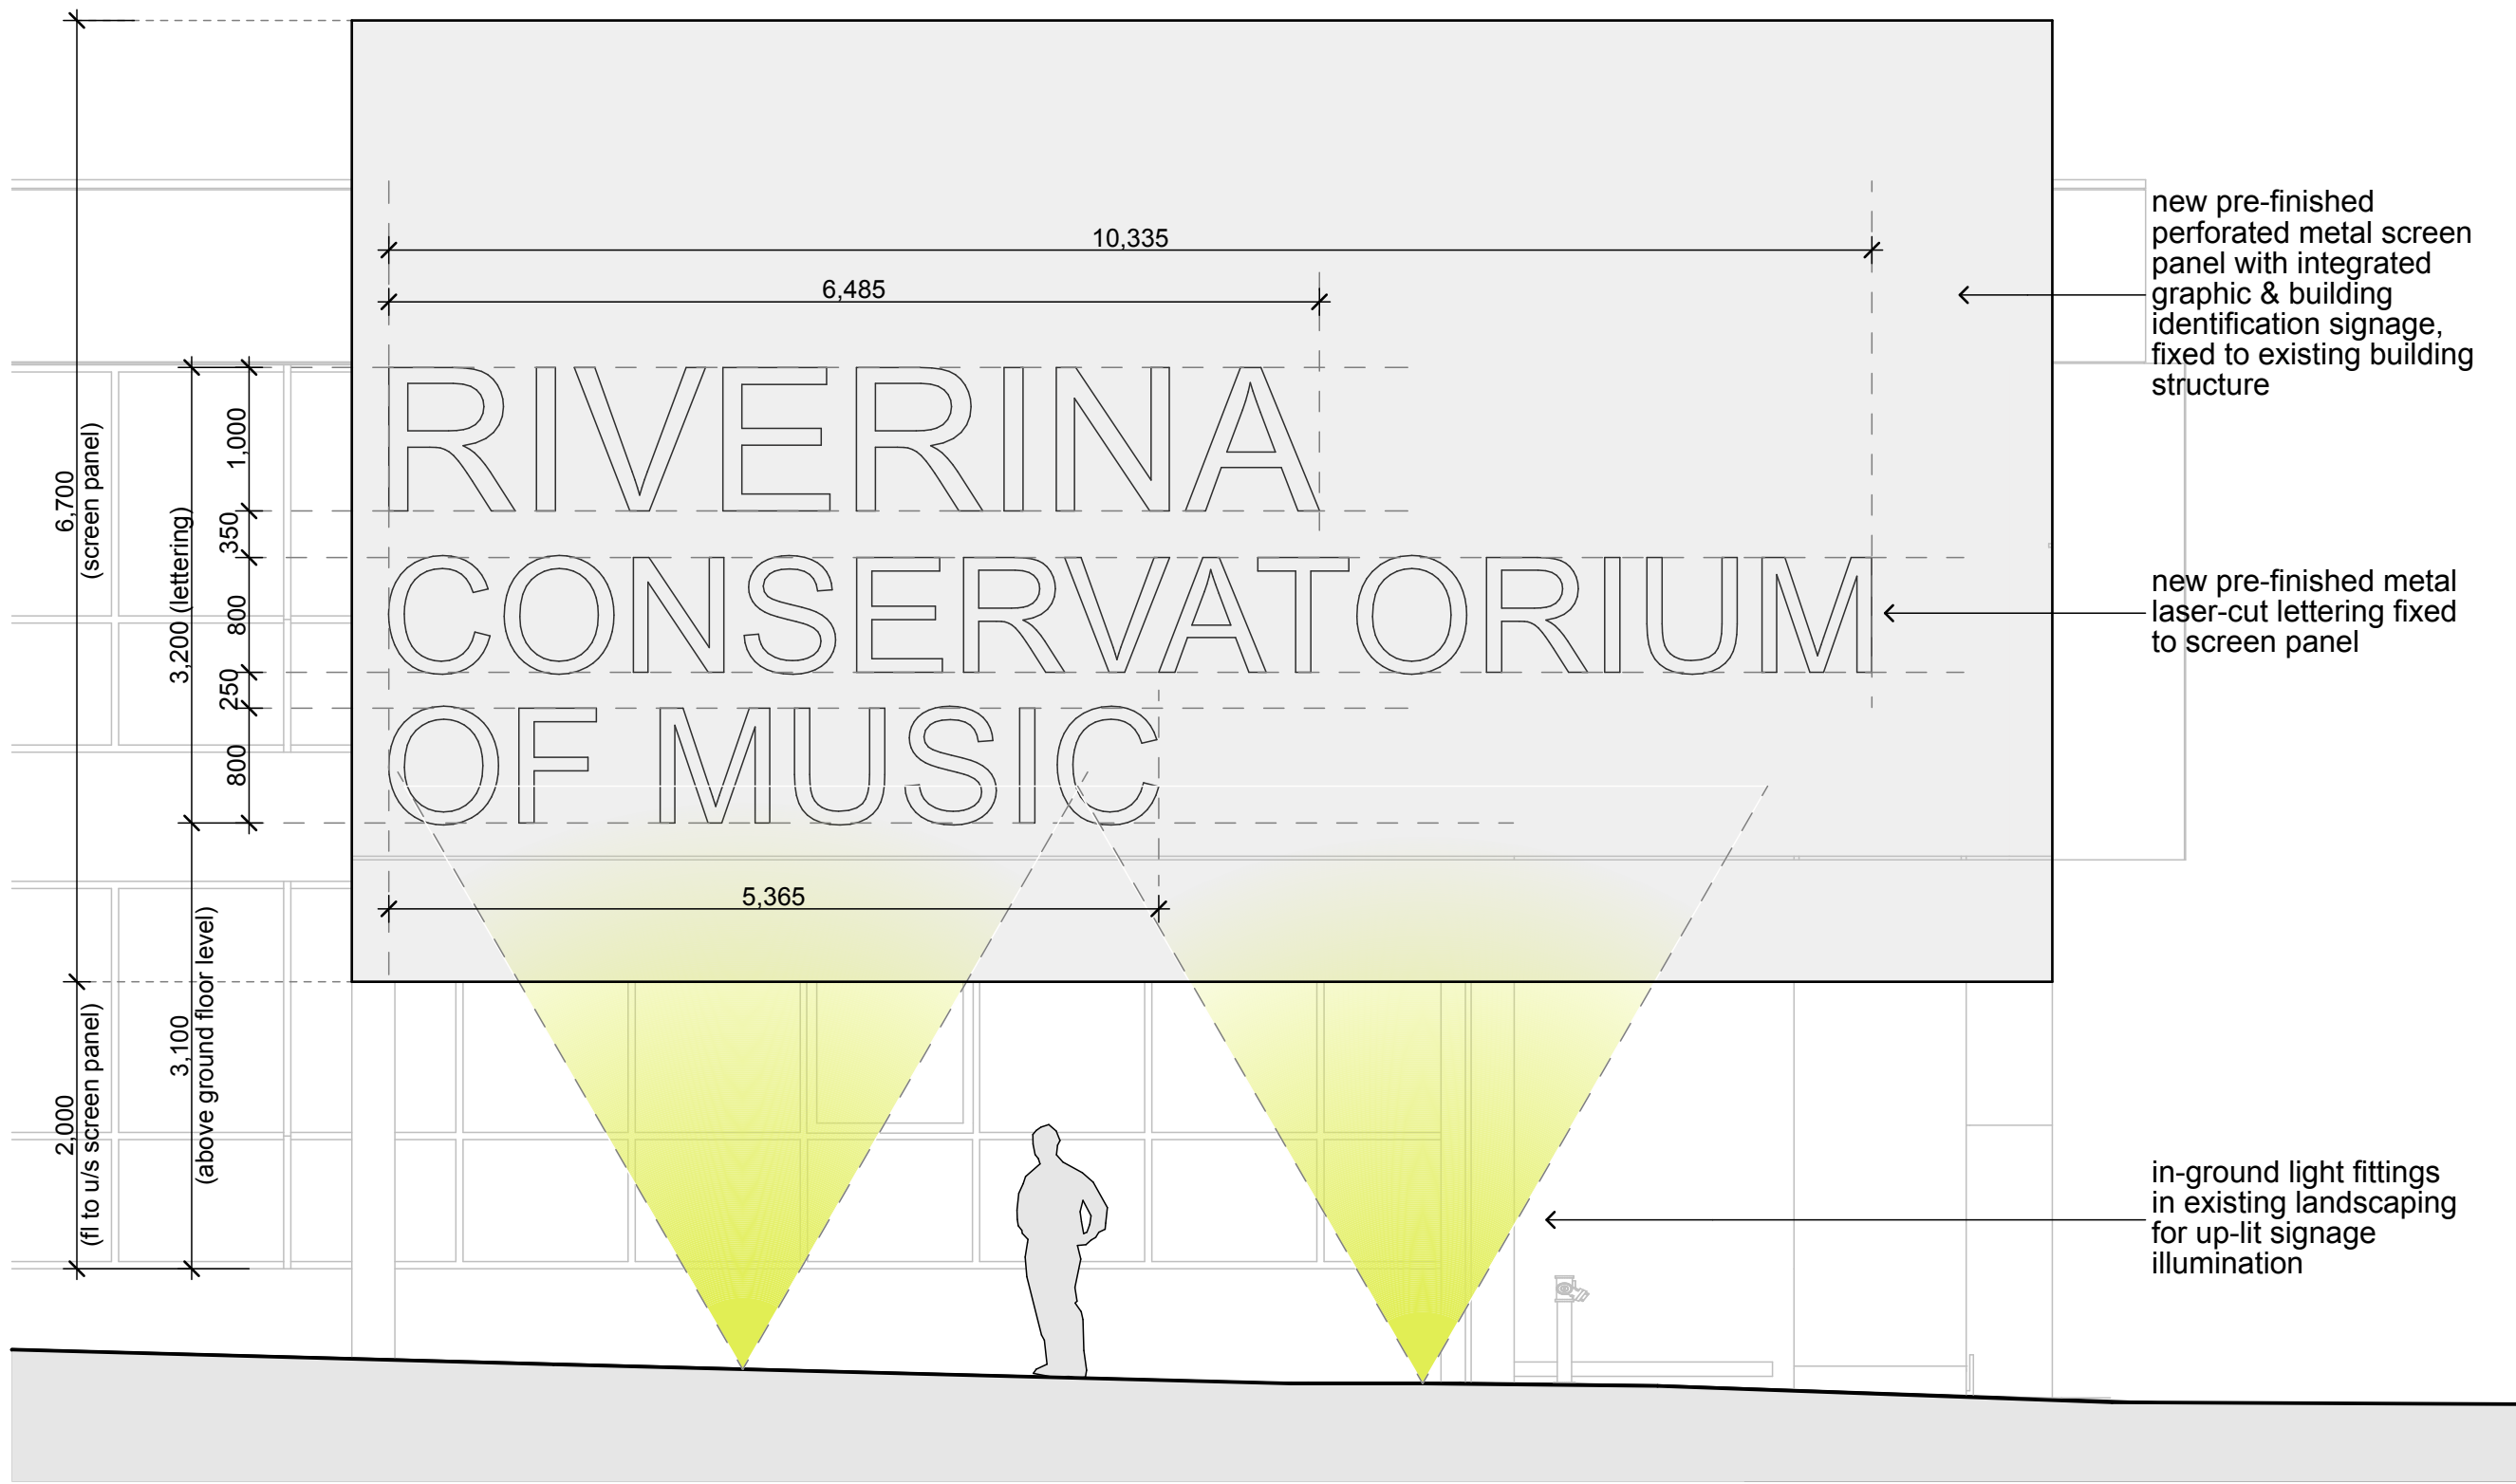 10,335
6,485
RIVERINA
CONSERVATORIUM
OF MUSIC
5,365
6,700
(screen panel)
3,200 (lettering)
1,000
350
800
250
800
2,000
(fl to u/s screen panel)
3,100
(above ground floor level)
new pre-finished
perforated metal screen
panel with integrated
graphic & building
identification signage,
fixed to existing building
structure
new pre-finished metal
laser-cut lettering fixed
to screen panel
in-ground light fittings
in existing landscaping
for up-lit signage
illumination